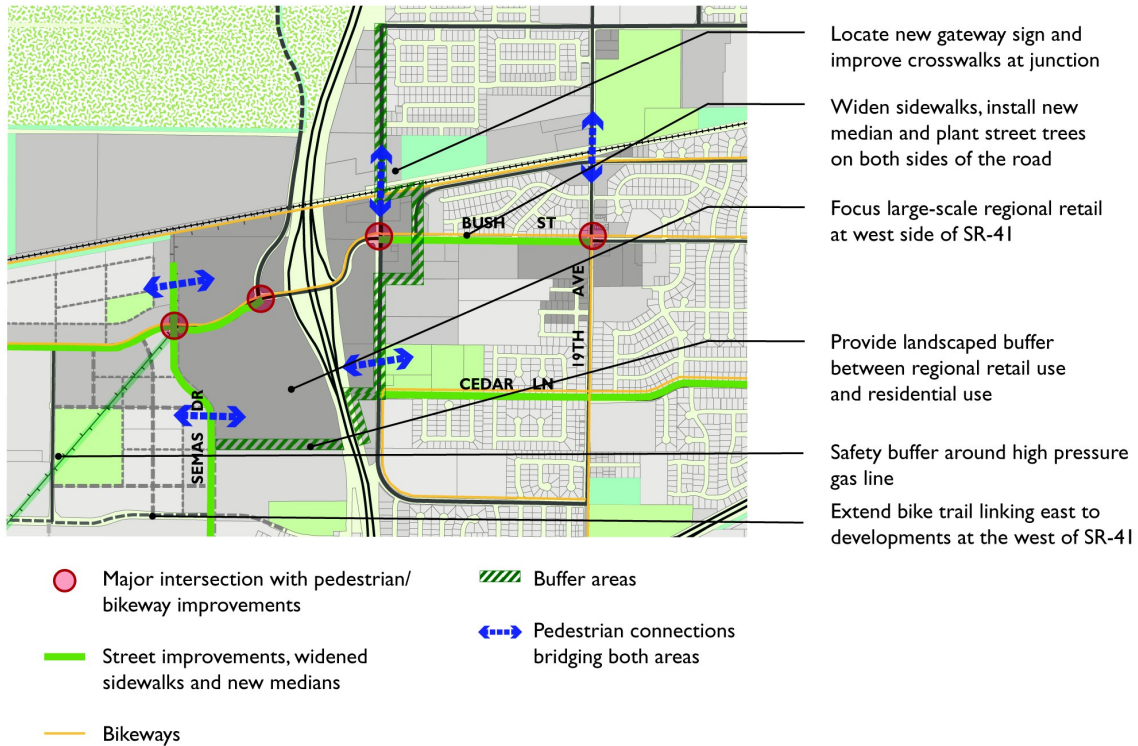 Locate new gateway sign and
improve crosswalks at junction
Widen sidewalks, install new
median and plant street trees
on both sides of the road
Focus large-scale regional retail
at west side of SR-41
Provide landscaped buffer
between regional retail use
and residential use
Safety buffer around high pressure
gas line
Extend bike trail linking east to
developments at the west of SR-41
BUSH ST
19TH AVE
CEDAR LN
SEMAS DR
Major intersection with pedestrian/
bikeway improvements
Street improvements, widened
sidewalks and new medians
Bikeways
Buffer areas
Pedestrian connections
bridging both areas